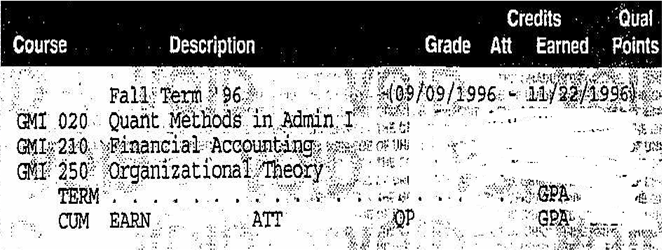 Credits Qual
Course Description Grade Att Earned Points
Fall Term '96 (09/09/1996 - 11/22/1996)
GMI 020 Quant Methods in Admin I
GMI 210 Financial Accounting
GMI 250 Organizational Theory
TERM . . . . . . . . . . . . . . . . . . . . GPA
CUM EARN ATT QP GPA